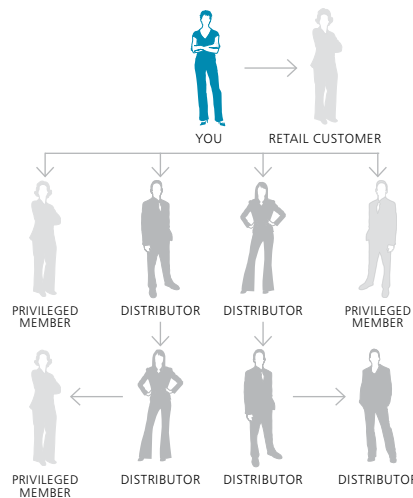 YOU
RETAIL CUSTOMER
PRIVILEGED
MEMBER
DISTRIBUTOR
DISTRIBUTOR
PRIVILEGED
MEMBER
PRIVILEGED
MEMBER
DISTRIBUTOR
DISTRIBUTOR
DISTRIBUTOR